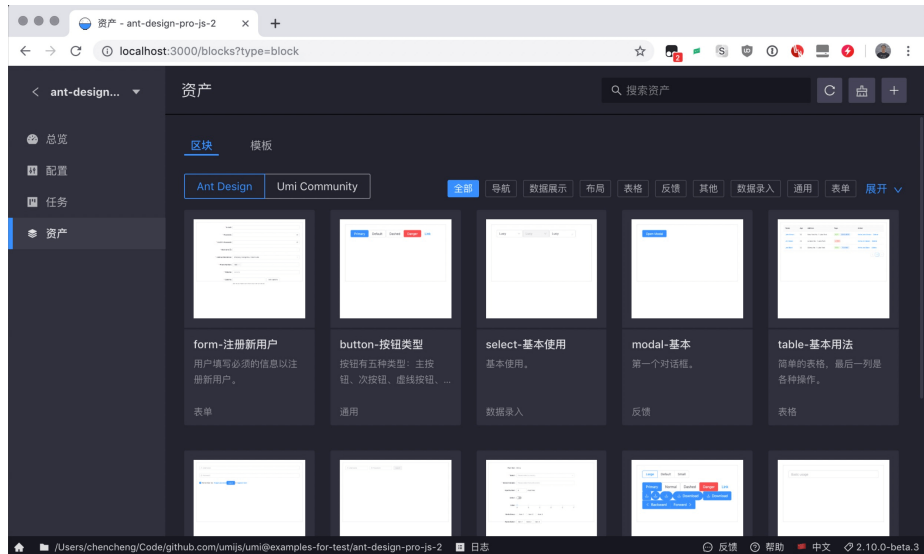 资产 - ant-design-pro-js-2
localhost:3000/blocks?type=block
2
ant-design...
资产
搜索资产
总览
配置
任务
资产
区块
模板
Ant Design
Umi Community
全部
导航
数据展示
布局
表格
反馈
其他
数据录入
通用
表单
展开
form-注册新用户
用户填写必须的信息以注
册新用户。
表单
button-按钮类型
按钮有五种类型：主按
钮、次按钮、虚线按钮、...
通用
select-基本使用
基本使用。
数据录入
modal-基本
第一个对话框。
反馈
table-基本用法
简单的表格，最后一列是
各种操作。
表格
/Users/chencheng/Code/github.com/umijs/umi@examples-for-test/ant-design-pro-js-2
日志
反馈
帮助
中文
2.10.0-beta.3